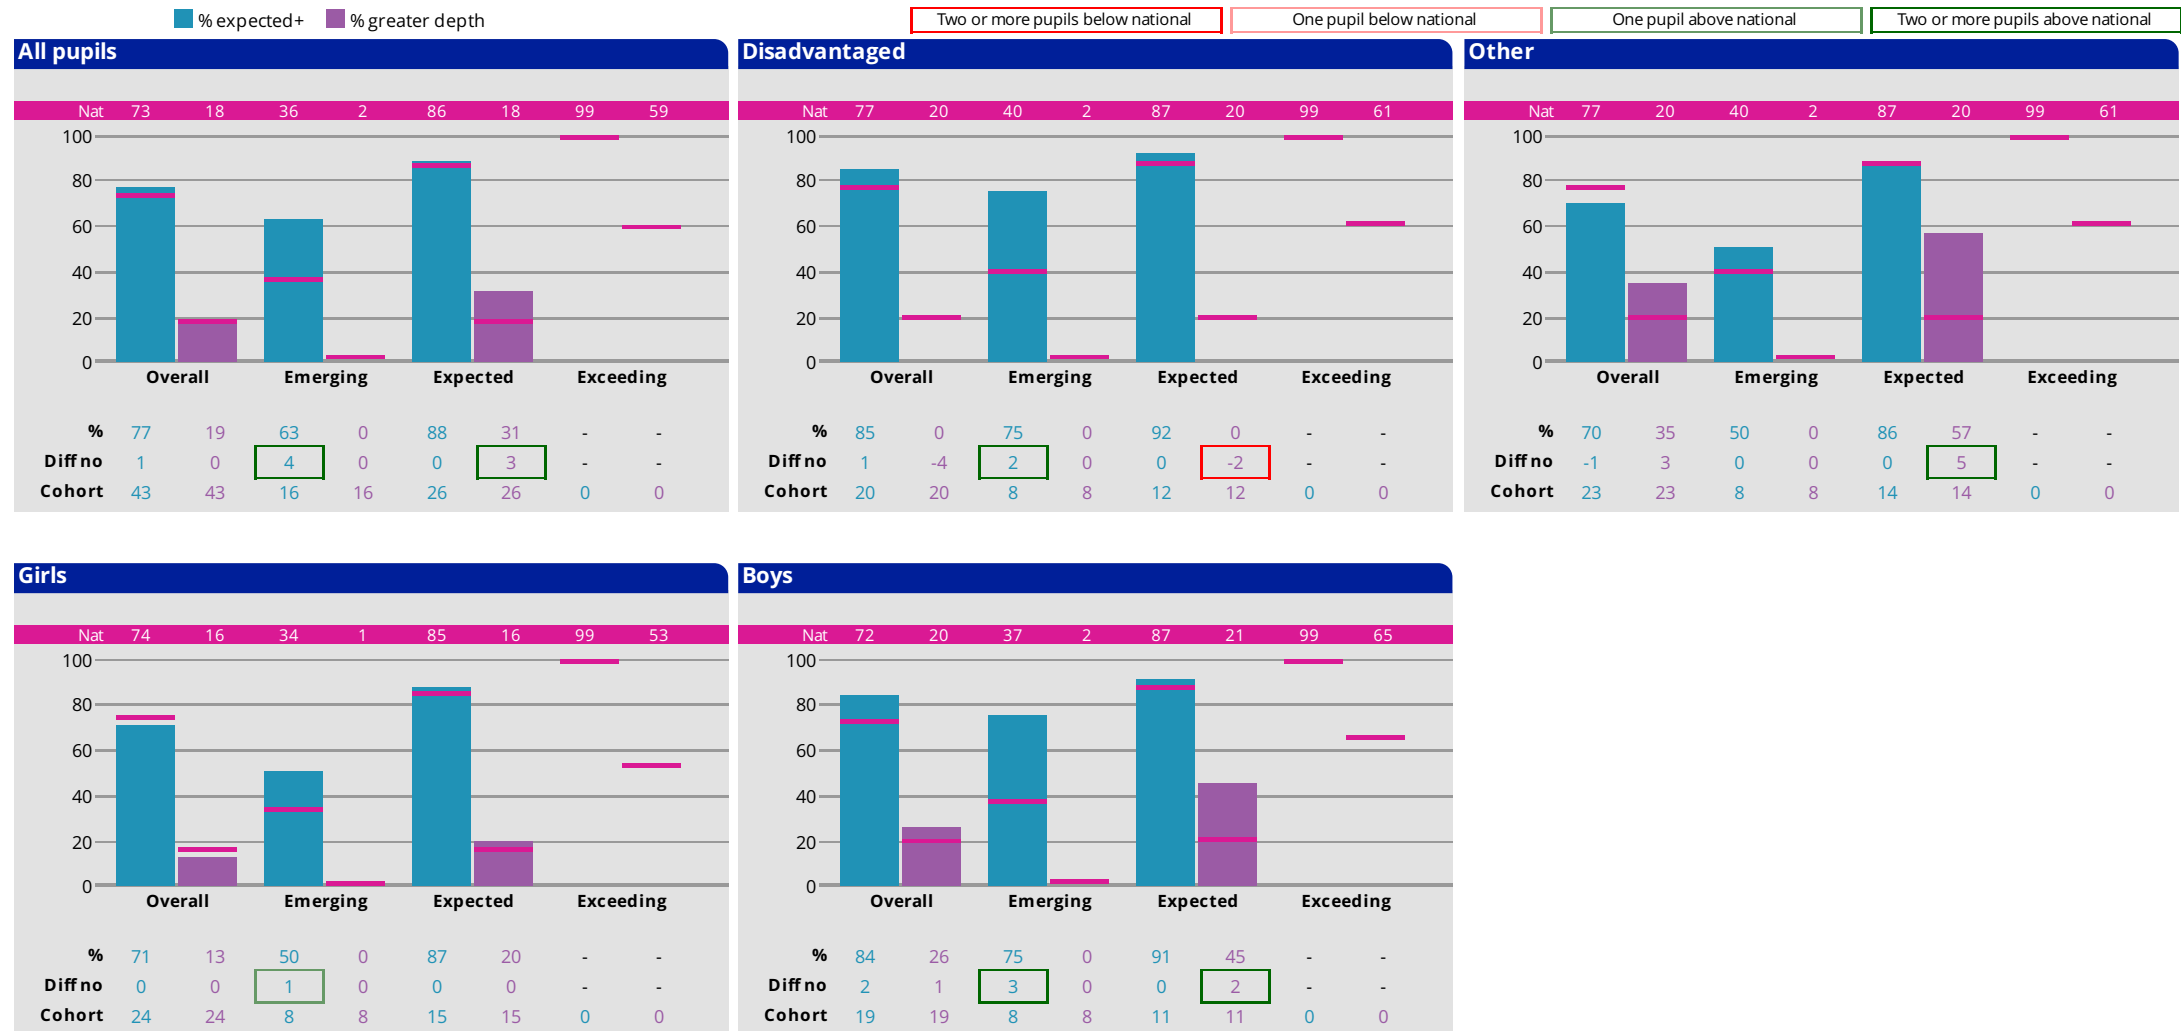 % expected+ % greater depth
Two or more pupils below national One pupil below national One pupil above national Two or more pupils above national
All pupils
Nat 73 18 36 2 86 18 99 59
100
80
60
40
20
0
Overall Emerging Expected Exceeding
% 77 19 63 0 88 31 - -
Diff no 1 0 4 0 0 3 - -
Cohort 43 43 16 16 26 26 0 0
Disadvantaged
Nat 77 20 40 2 87 20 99 61
100
80
60
40
20
0
Overall Emerging Expected Exceeding
% 85 0 75 0 92 0 - -
Diff no 1 -4 2 0 0 -2 - -
Cohort 20 20 8 8 12 12 0 0
Other
Nat 77 20 40 2 87 20 99 61
100
80
60
40
20
0
Overall Emerging Expected Exceeding
% 70 35 50 0 86 57 - -
Diff no -1 3 0 0 0 5 - -
Cohort 23 23 8 8 14 14 0 0
Girls
Nat 74 16 34 1 85 16 99 53
100
80
60
40
20
0
Overall Emerging Expected Exceeding
% 71 13 50 0 87 20 - -
Diff no 0 0 1 0 0 0 - -
Cohort 24 24 8 8 15 15 0 0
Boys
Nat 72 20 37 2 87 21 99 65
100
80
60
40
20
0
Overall Emerging Expected Exceeding
% 84 26 75 0 91 45 - -
Diff no 2 1 3 0 0 2 - -
Cohort 19 19 8 8 11 11 0 0